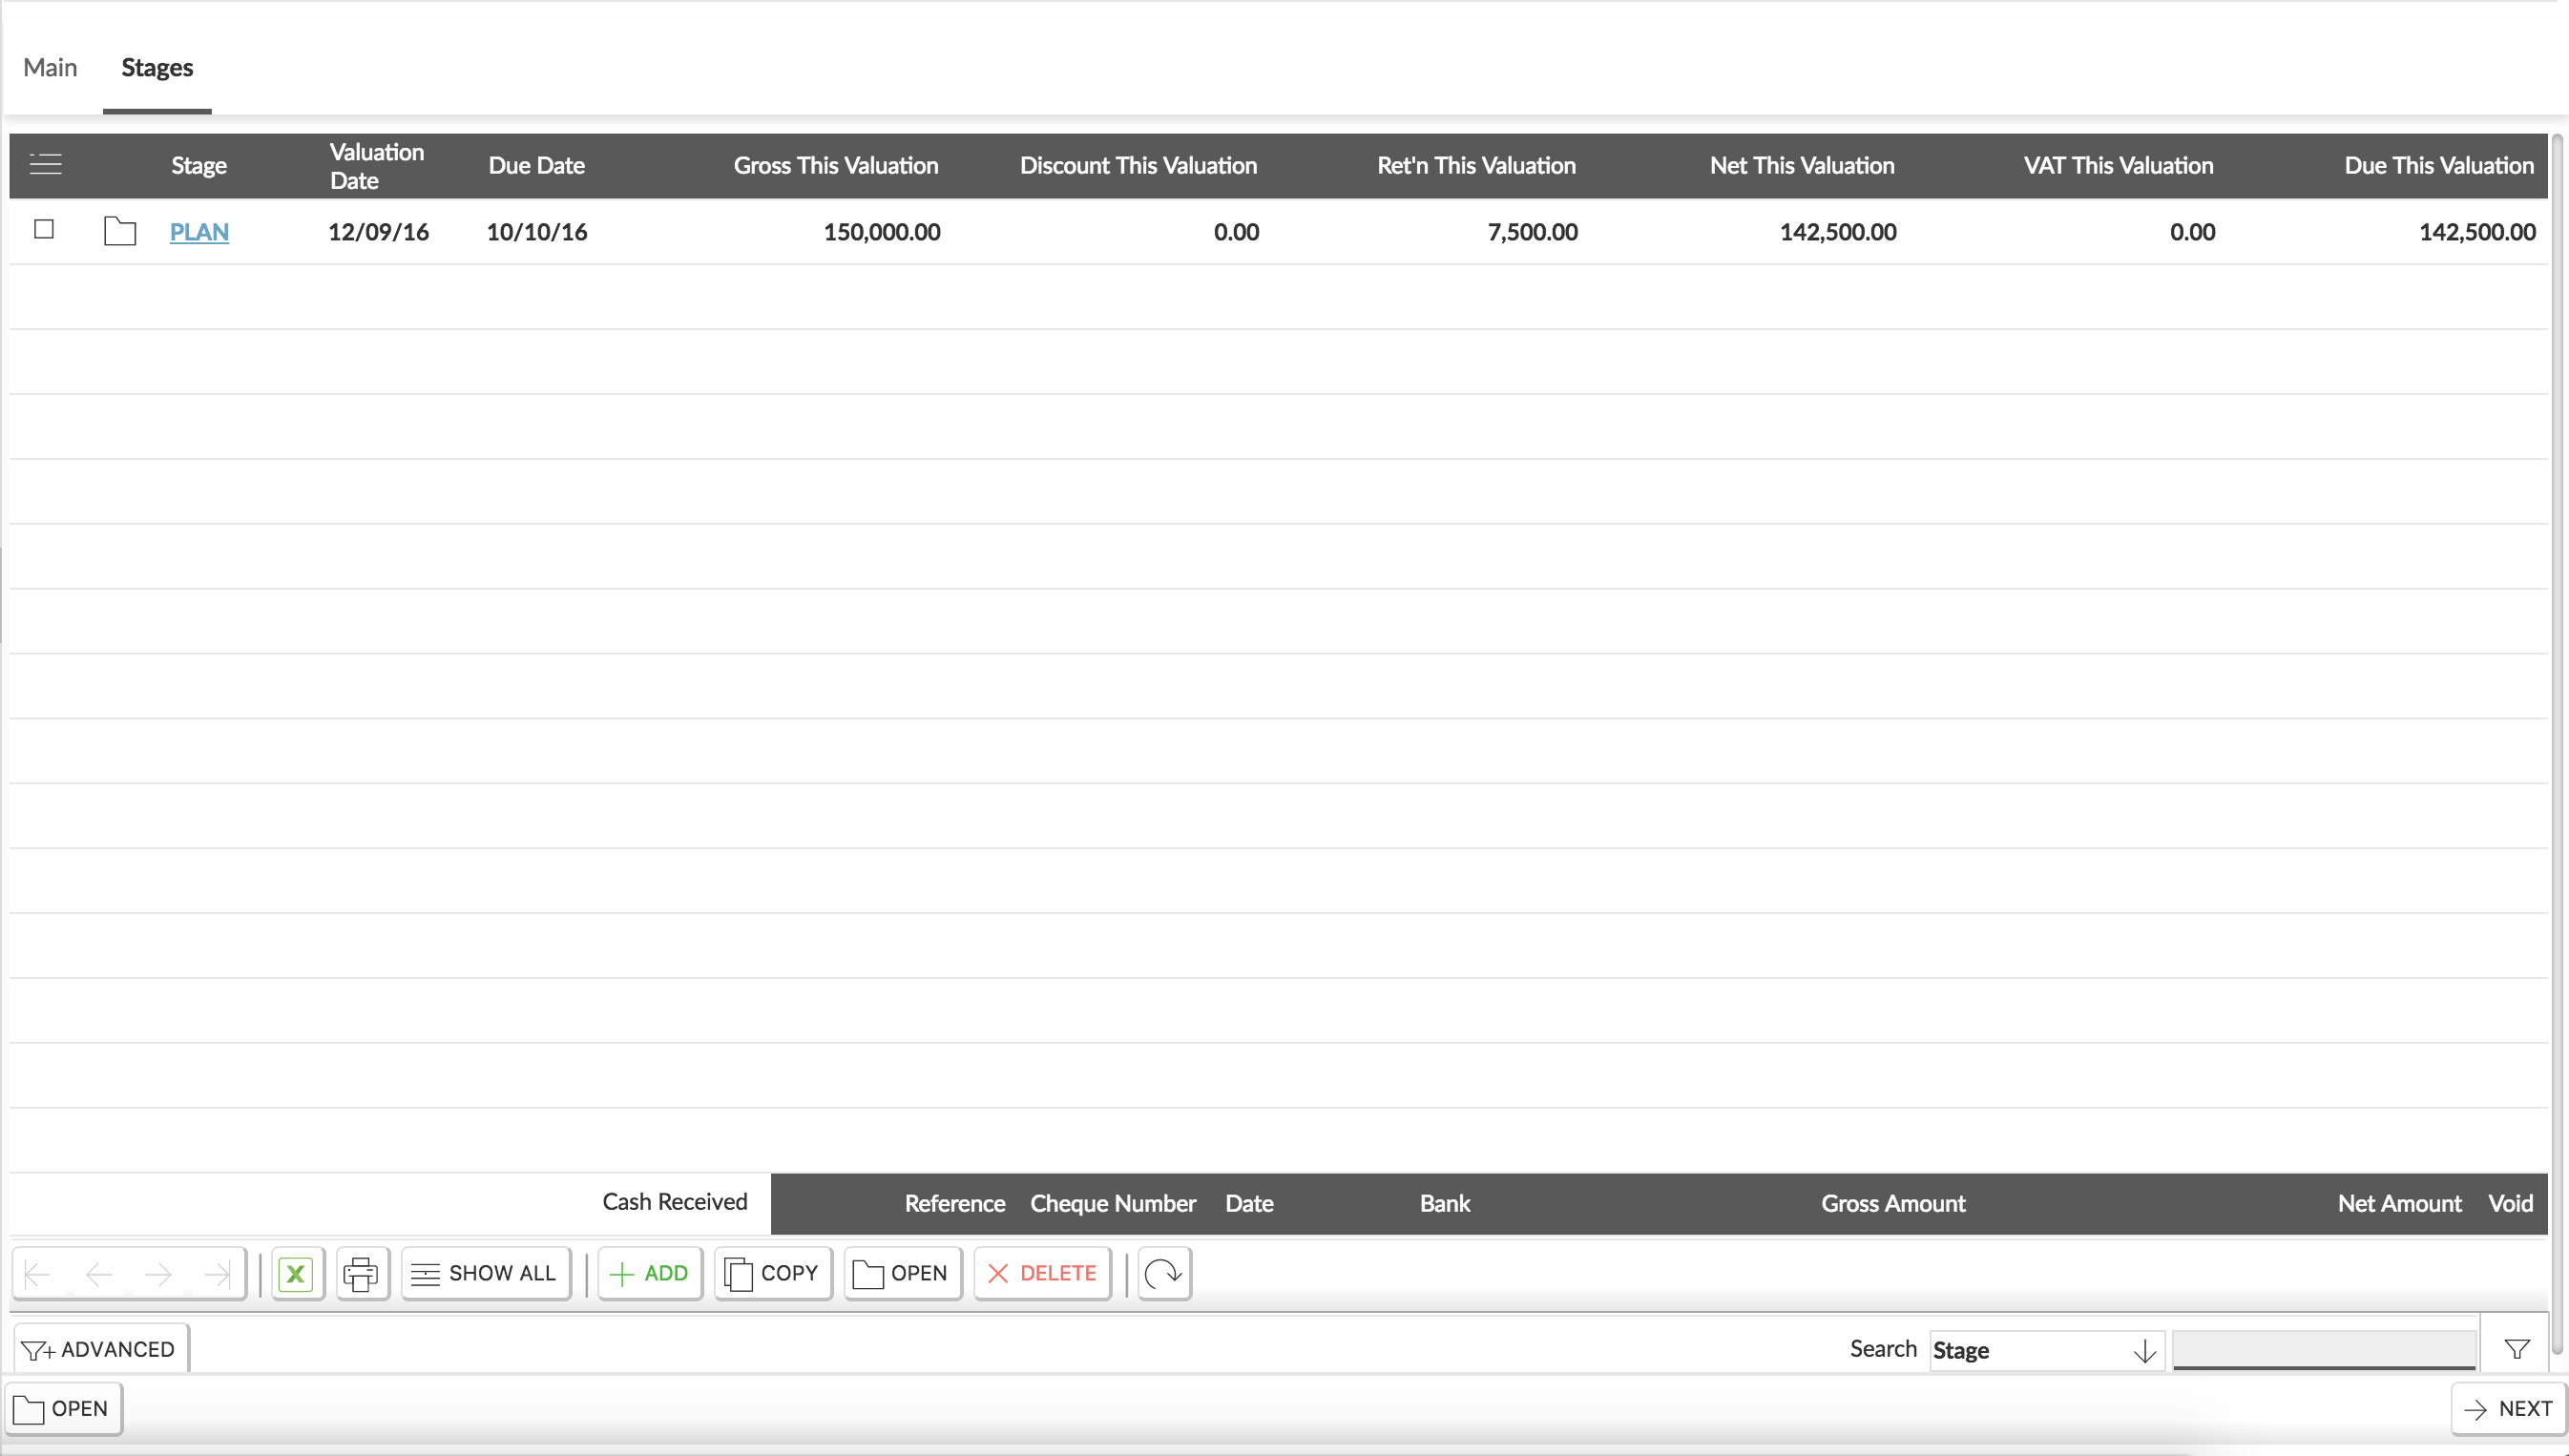 Main Stages
Stage Valuation Date Due Date Gross This Valuation Discount This Valuation Ret'n This Valuation Net This Valuation VAT This Valuation Due This Valuation
PLAN 12/09/16 10/10/16 150,000.00 0.00 7,500.00 142,500.00 0.00 142,500.00
Cash Received Reference Cheque Number Date Bank Gross Amount Net Amount Void
SHOW ALL ADD COPY OPEN DELETE
ADVANCED Search Stage
OPEN NEXT